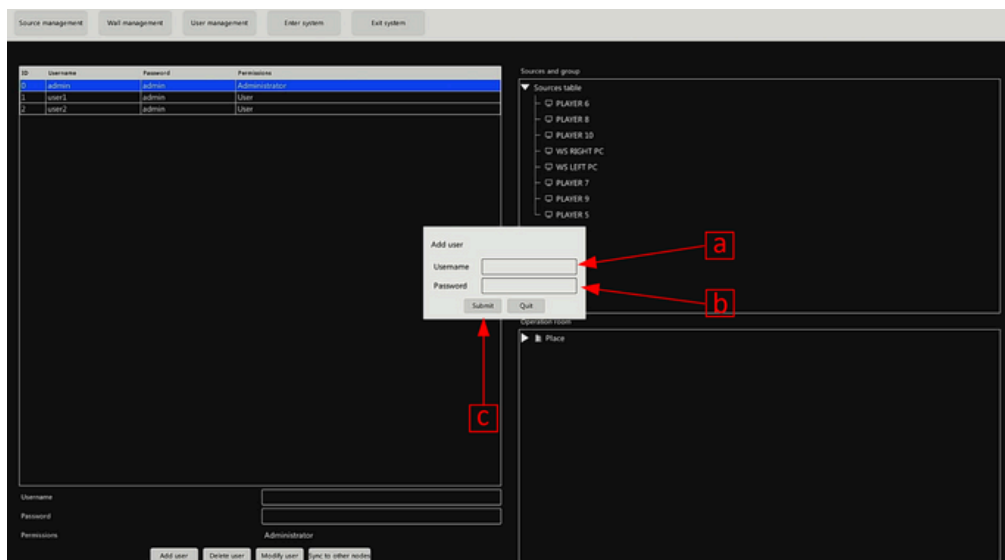 Source management Wall management User management Enter system Exit system
ID Username Password Permissions
0 admin admin Administrator
1 user1 admin User
2 user2 admin User
Sources and group
Sources table
PLAYER 6
PLAYER 8
PLAYER 10
WS RIGHT PC
WS LEFT PC
PLAYER 7
PLAYER 9
PLAYER 5
Add user
Username
Password
Submit Quit
a
b
c
Operation room
Place
Username
Password
Permissions Administrator
Add user Delete user Modify user Sync to other nodes